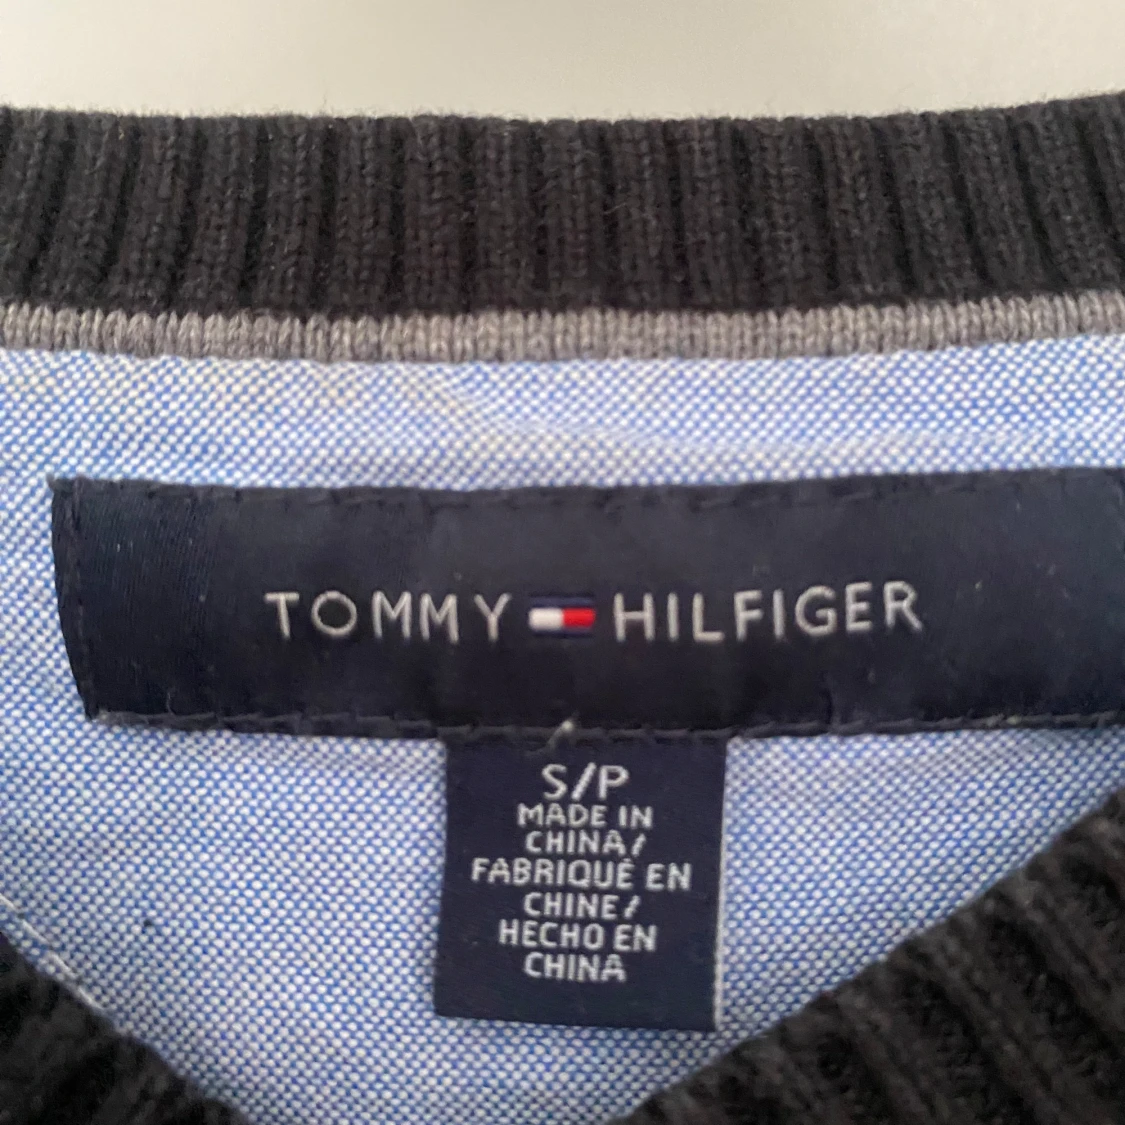 TOMMY HILFIGER
S/P
MADE IN
CHINA/
FABRIQUÉ EN
CHINE/
HECHO EN
CHINA